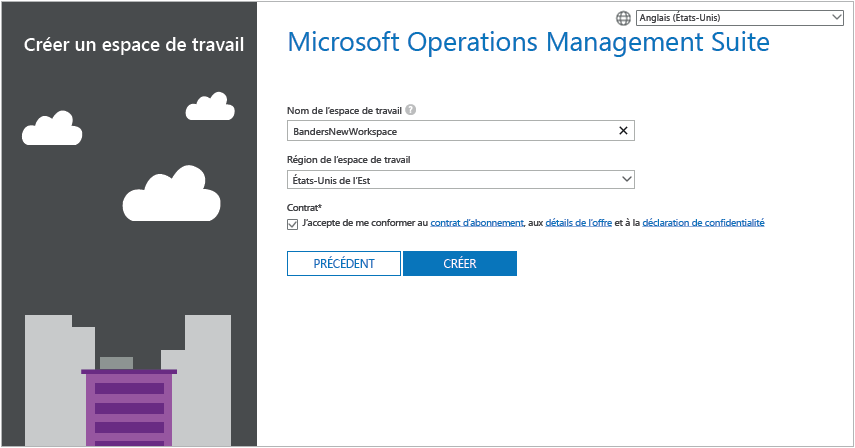 Anglais (États-Unis)
Créer un espace de travail
Microsoft Operations Management Suite
Nom de l'espace de travail ?
BandersNewWorkspace
Région de l'espace de travail
États-Unis de l'Est
Contrat*
J'accepte de me conformer au contrat d'abonnement, aux détails de l'offre et à la déclaration de confidentialité
PRÉCÉDENT
CRÉER